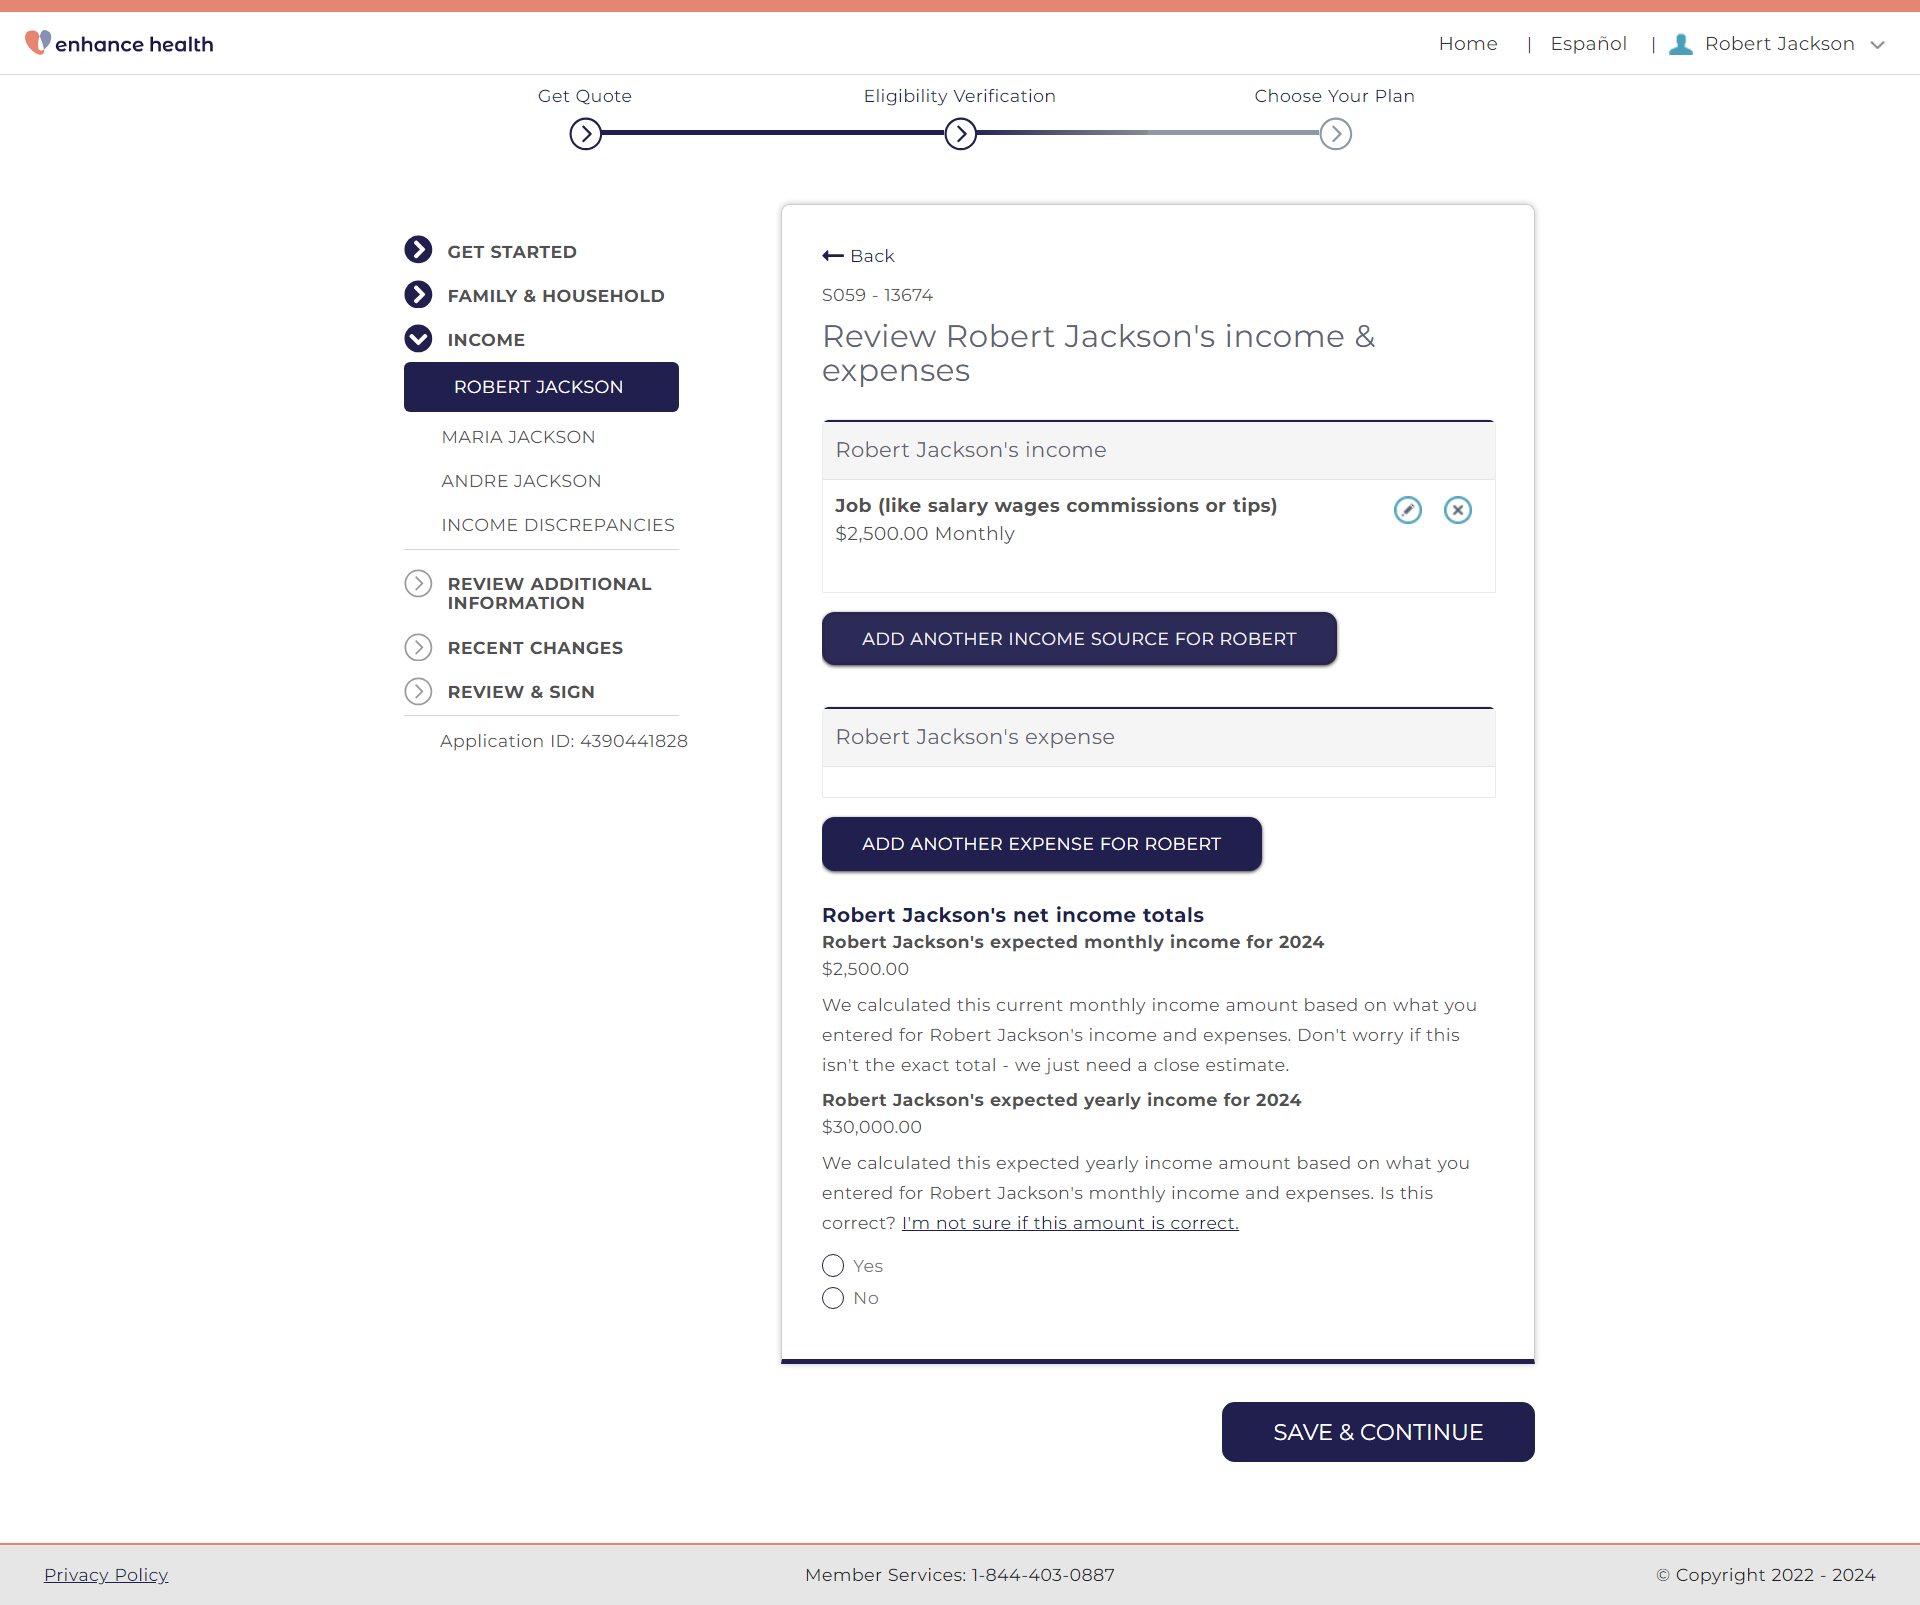 enhance health
Home | Español | Robert Jackson
Get Quote
Eligibility Verification
Choose Your Plan
GET STARTED
FAMILY & HOUSEHOLD
INCOME
ROBERT JACKSON
MARIA JACKSON
ANDRE JACKSON
INCOME DISCREPANCIES
REVIEW ADDITIONAL
INFORMATION
RECENT CHANGES
REVIEW & SIGN
Application ID: 4390441828
Back
S059 - 13674
Review Robert Jackson's income &
expenses
Robert Jackson's income
Job (like salary wages commissions or tips)
$2,500.00 Monthly
ADD ANOTHER INCOME SOURCE FOR ROBERT
Robert Jackson's expense
ADD ANOTHER EXPENSE FOR ROBERT
Robert Jackson's net income totals
Robert Jackson's expected monthly income for 2024
$2,500.00
We calculated this current monthly income amount based on what you
entered for Robert Jackson's income and expenses. Don't worry if this
isn't the exact total - we just need a close estimate.
Robert Jackson's expected yearly income for 2024
$30,000.00
We calculated this expected yearly income amount based on what you
entered for Robert Jackson's monthly income and expenses. Is this
correct? I'm not sure if this amount is correct.
Yes
No
SAVE & CONTINUE
Privacy Policy
Member Services: 1-844-403-0887
© Copyright 2022 - 2024